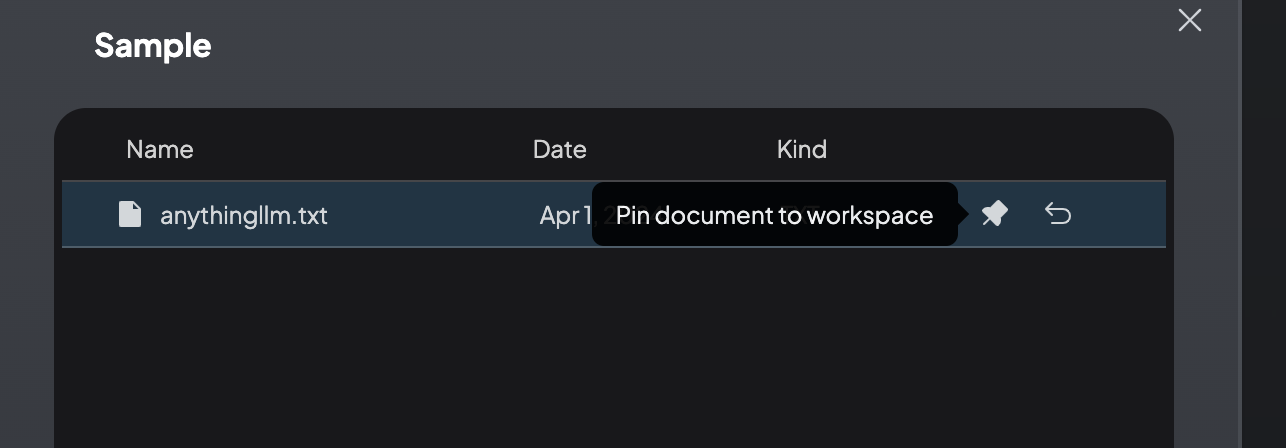 Sample
Name Date Kind
anythingllm.txt Apr 1, Pin document to workspace